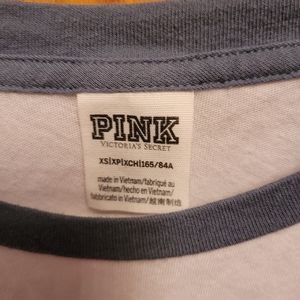 PINK
VICTORIA'S SECRET
XS|XP|XCH|165/84A
made in Vietnam/fabriqué au
Vietnam/hecho en Vietnam/
fabbricato in Vietnam/越南制造